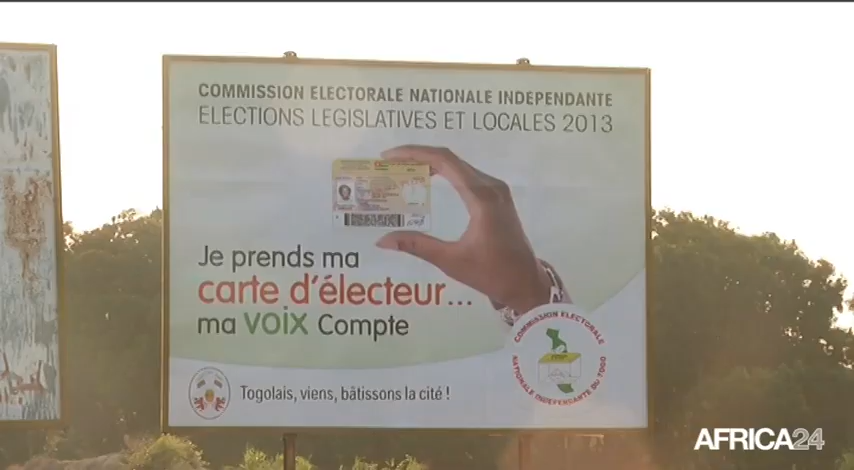 COMMISSION ELECTORALE NATIONALE INDEPENDANTE
ELECTIONS LEGISLATIVES ET LOCALES 2013
Je prends ma
carte d'électeur...
ma VOIX Compte
COMMISSION ELECTORALE
NATIONALE INDEPENDANTE DU TOGO
Togolais, viens, bâtissons la cité !
AFRICA24